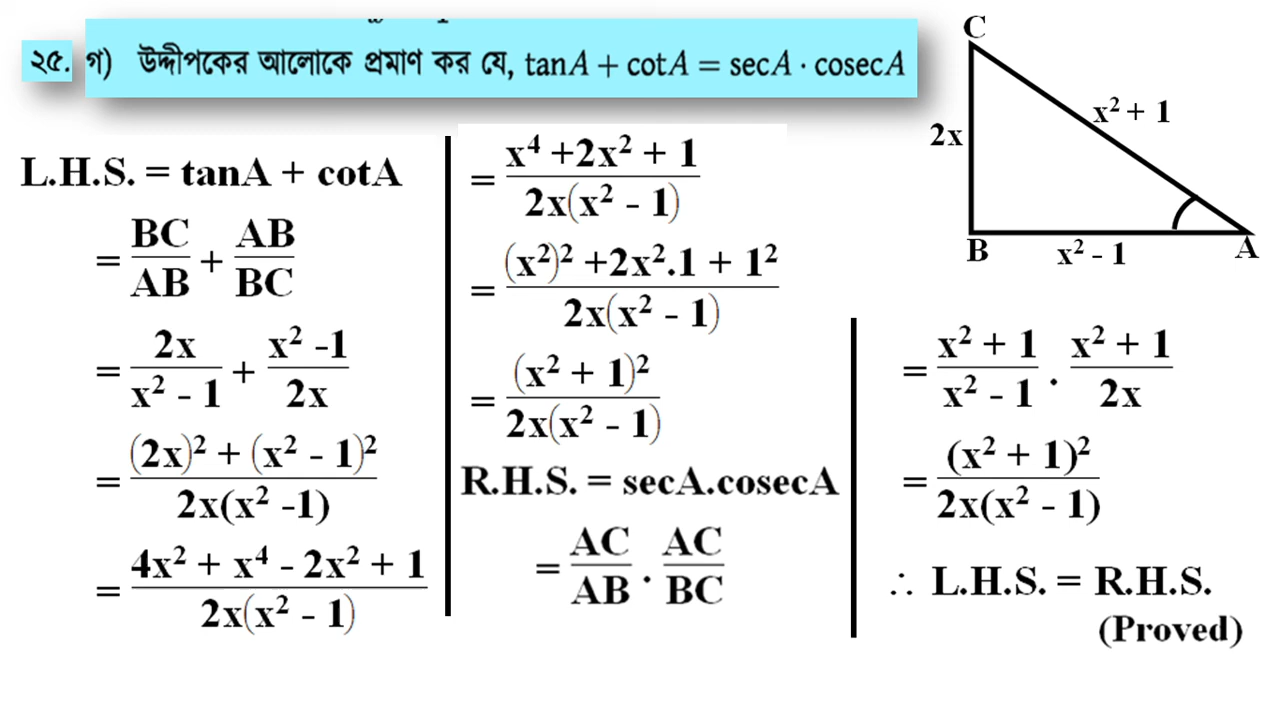 ২৫. গ) উদ্দীপকের আলোকে প্রমাণ কর যে, tanA + cotA = secA · cosecA
L.H.S. = tanA + cotA
= BC/AB + AB/BC
= 2x/(x² - 1) + (x² -1)/2x
= ((2x)² + (x² - 1)²)/(2x(x² -1))
= (4x² + x⁴ - 2x² + 1)/(2x(x² - 1))
= (x⁴ +2x² + 1)/(2x(x² - 1))
= ((x²)² +2x².1 + 1²)/(2x(x² - 1))
= (x² + 1)²/(2x(x² - 1))
R.H.S. = secA.cosecA
= AC/AB . AC/BC
C
2x
x² + 1
B
x² - 1
A
= (x² + 1)/(x² - 1) . (x² + 1)/2x
= (x² + 1)²/(2x(x² - 1))
∴ L.H.S. = R.H.S.
(Proved)